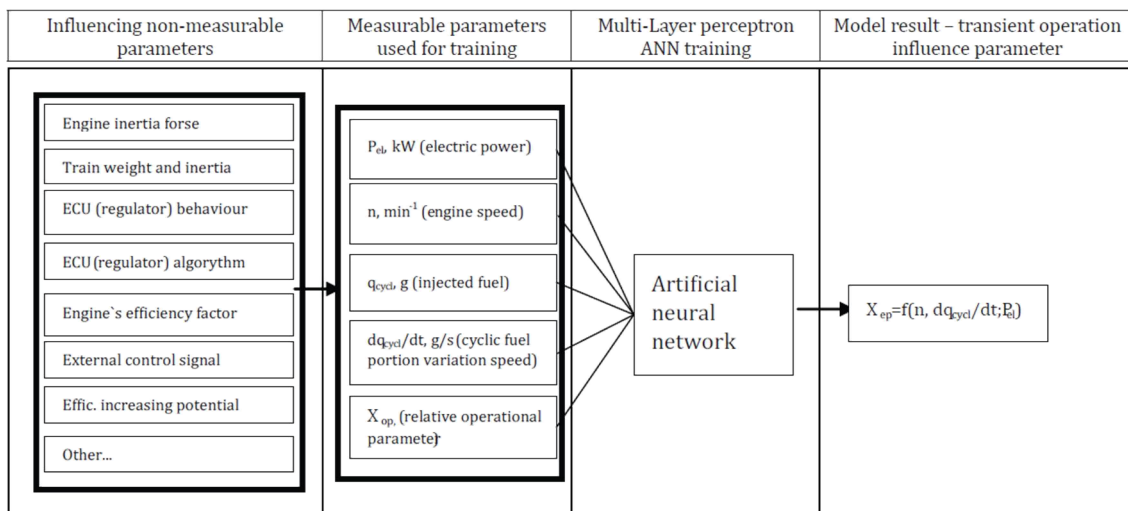 Influencing non-measurable
parameters
Measurable parameters
used for training
Multi-Layer perceptron
ANN training
Model result – transient operation
influence parameter
Engine inertia forse
Train weight and inertia
ECU (regulator) behaviour
ECU (regulator) algorythm
Engine`s efficiency factor
External control signal
Effic. increasing potential
Other...
Pel, kW (electric power)
n, min-1 (engine speed)
qcycl, g (injected fuel)
dqcycl/dt, g/s (cyclic fuel
portion variation speed)
X op, (relative operational
parameter)
Artificial
neural
network
X ep=f(n, dqcycl/dt;Pel)